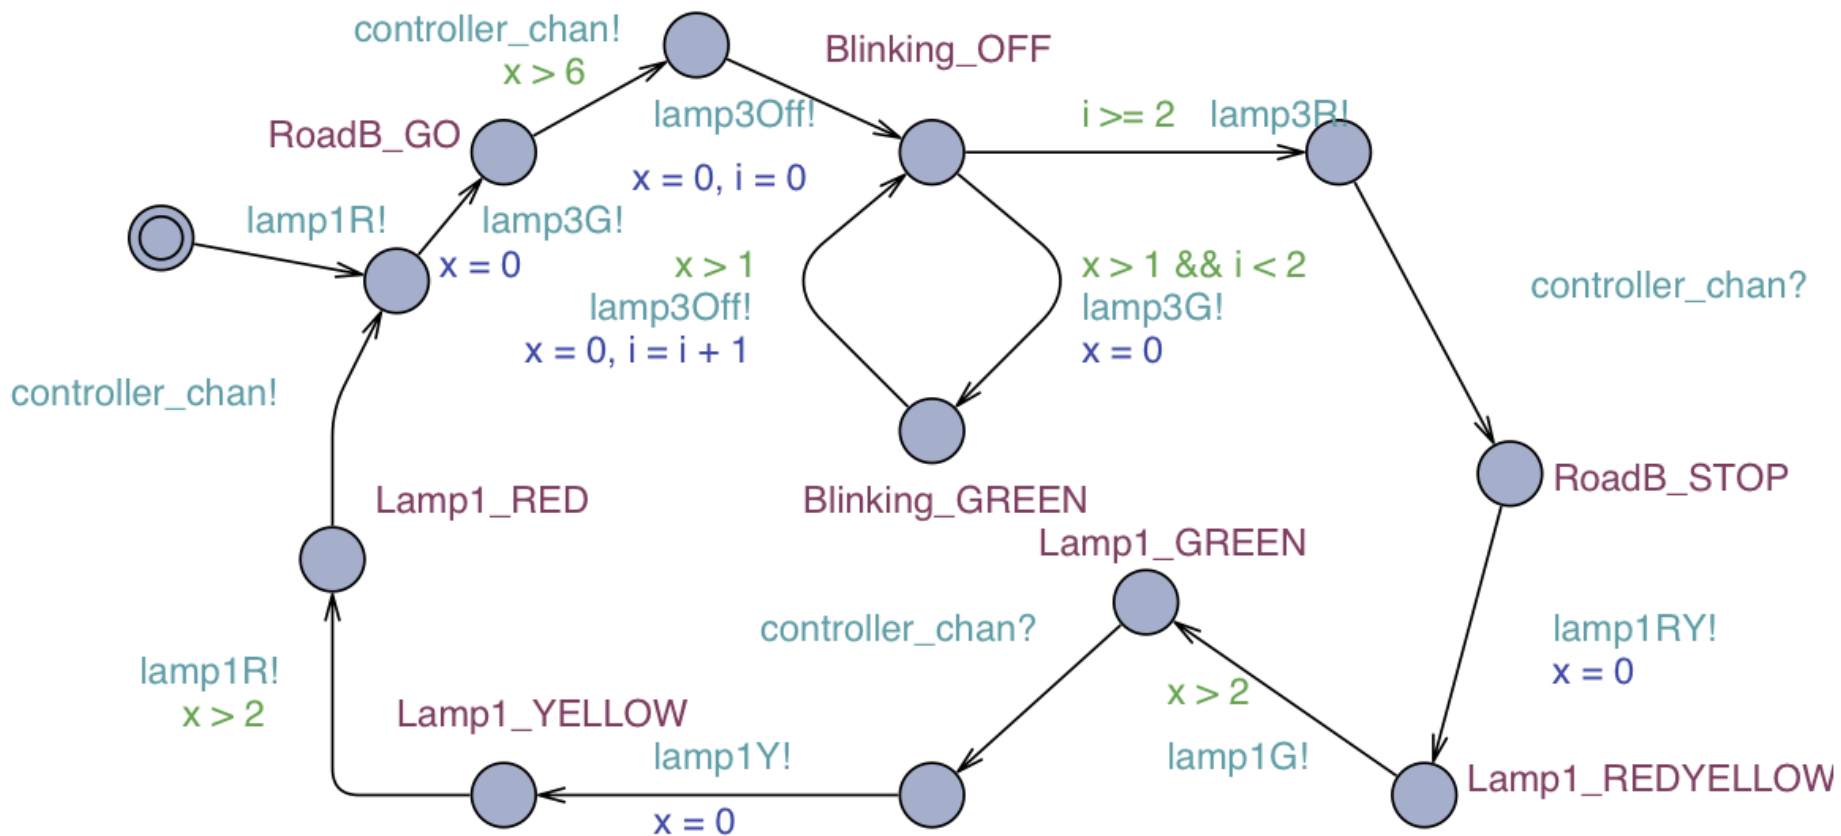 controller_chan!
x > 6
Blinking_OFF
RoadB_GO
lamp3Off!
x = 0, i = 0
i >= 2
lamp3R!
lamp1R!
lamp3G!
x = 0
x > 1
lamp3Off!
x = 0, i = i + 1
x > 1 && i < 2
lamp3G!
x = 0
controller_chan?
controller_chan!
Lamp1_RED
Blinking_GREEN
RoadB_STOP
Lamp1_GREEN
controller_chan?
lamp1RY!
x = 0
lamp1R!
x > 2
Lamp1_YELLOW
lamp1Y!
x = 0
x > 2
lamp1G!
Lamp1_REDYELLOW